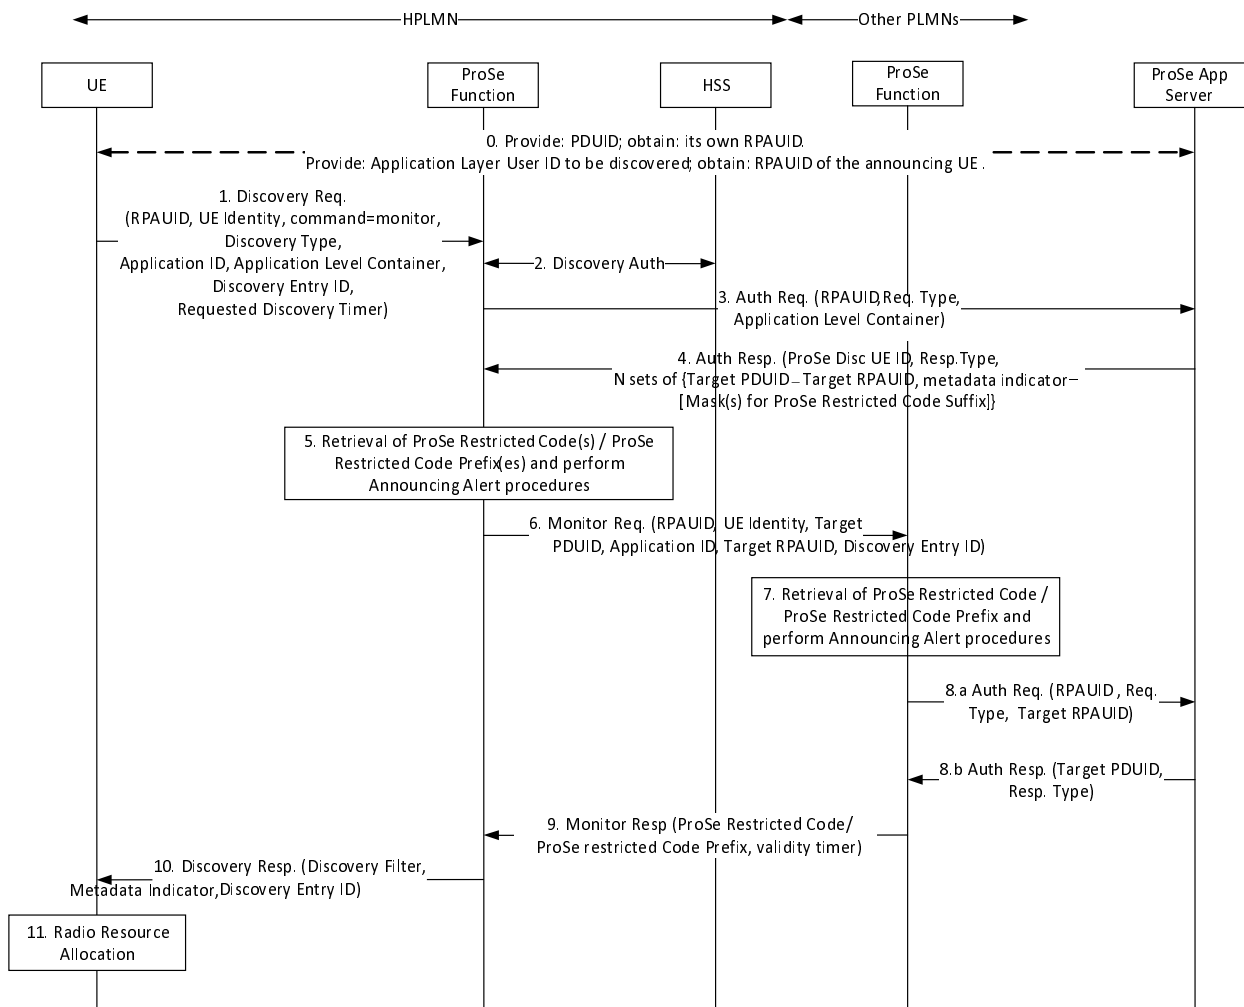 HPLMN
Other PLMNs
UE
ProSe
Function
HSS
ProSe
Function
ProSe App
Server
0. Provide: PDUID; obtain: its own RPAUID.
Provide: Application Layer User ID to be discovered; obtain: RPAUID of the announcing UE .
1. Discovery Req.
(RPAUID, UE Identity, command=monitor,
Discovery Type,
Application ID, Application Level Container,
Discovery Entry ID,
Requested Discovery Timer)
2. Discovery Auth
3. Auth Req. (RPAUID,Req. Type,
Application Level Container)
4. Auth Resp. (ProSe Disc UE ID, Resp.Type,
N sets of {Target PDUID – Target RPAUID, metadata indicator–
[Mask(s) for ProSe Restricted Code Suffix]}
5. Retrieval of ProSe Restricted Code(s) / ProSe
Restricted Code Prefix(es) and perform
Announcing Alert procedures
6. Monitor Req. (RPAUID, UE Identity, Target
PDUID, Application ID, Target RPAUID, Discovery Entry ID)
7. Retrieval of ProSe Restricted Code /
ProSe Restricted Code Prefix and
perform Announcing Alert procedures
8.a Auth Req. (RPAUID , Req.
Type, Target RPAUID)
8.b Auth Resp. (Target PDUID,
Resp. Type)
9. Monitor Resp (ProSe Restricted Code/
ProSe restricted Code Prefix, validity timer)
10. Discovery Resp. (Discovery Filter,
Metadata Indicator,Discovery Entry ID)
11. Radio Resource
Allocation